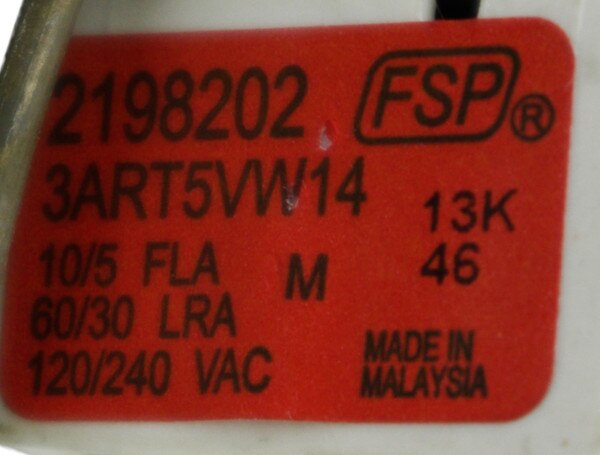 2198202 FSP®
3ART5VW14 13K
10/5 FLA M 46
60/30 LRA
120/240 VAC
MADE IN
MALAYSIA